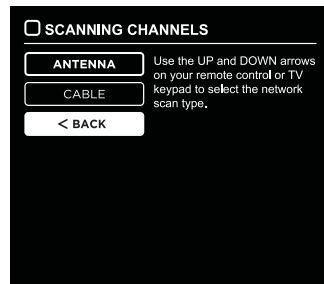 SCANNING CHANNELS
ANTENNA
CABLE
< BACK
Use the UP and DOWN arrows
on your remote control or TV
keypad to select the network
scan type.